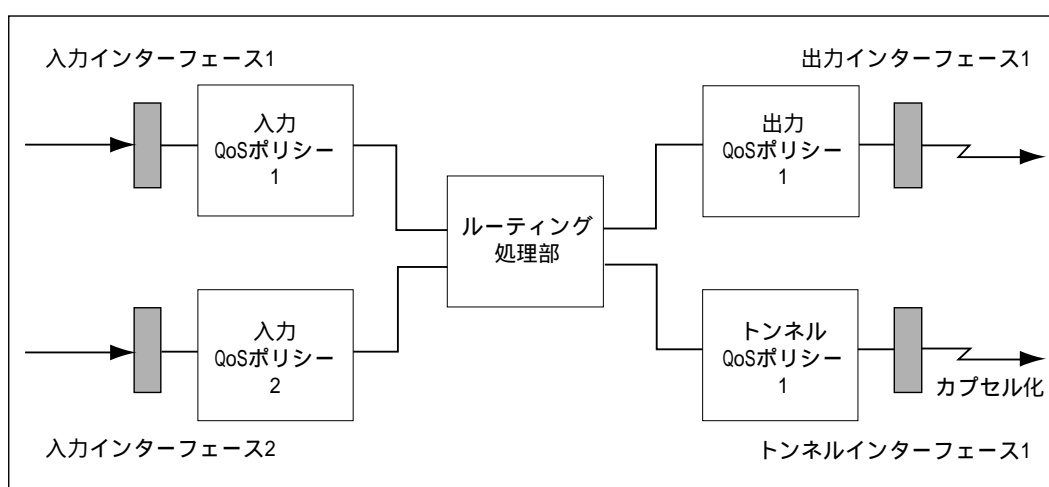 入力インターフェース1
出力インターフェース1
入力
QoSポリシー
1
出力
QoSポリシー
1
ルーティング
処理部
入力
QoSポリシー
2
トンネル
QoSポリシー
1
カプセル化
入力インターフェース2
トンネルインターフェース1